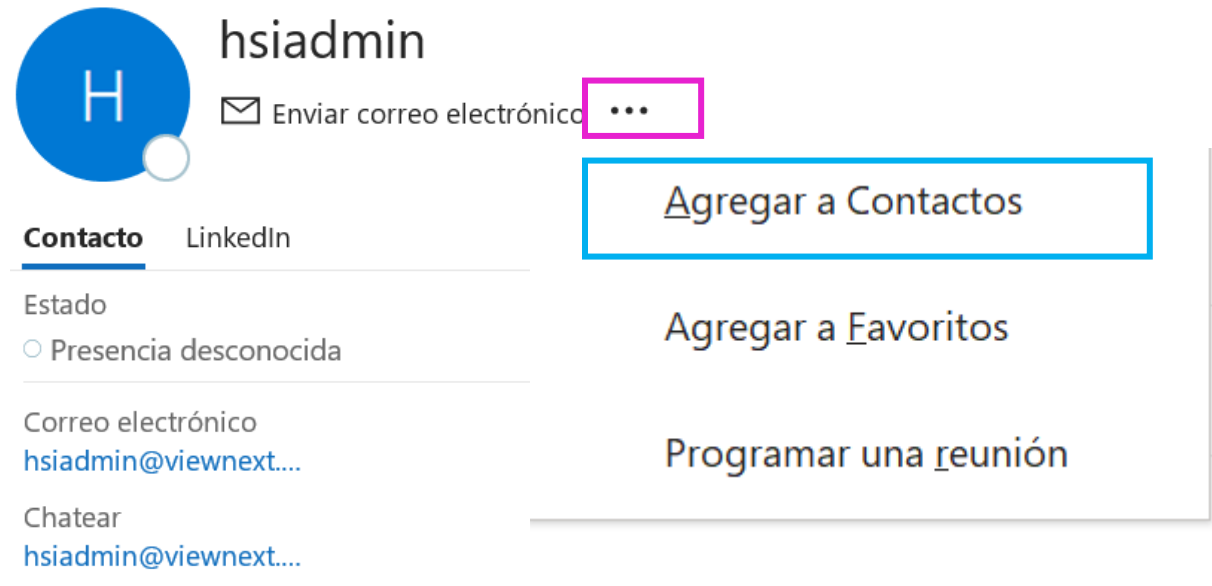 H
hsiadmin
Enviar correo electrónico
Contacto LinkedIn
Estado
Presencia desconocida
Correo electrónico
hsiadmin@viewnext....
Chatear
hsiadmin@viewnext....
Agregar a Contactos
Agregar a Favoritos
Programar una reunión